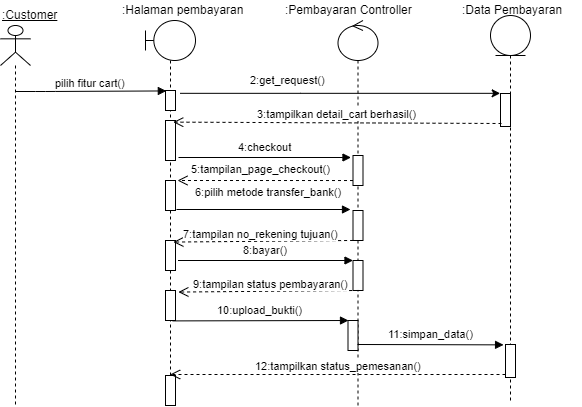 :Customer
:Halaman pembayaran
:Pembayaran Controller
:Data Pembayaran
pilih fitur cart()
2:get_request()
3:tampilkan detail_cart berhasil()
4:checkout
5:tampilan_page_checkout()
6:pilih metode transfer_bank()
7:tampilan no_rekening tujuan()
8:bayar()
9:tampilan status pembayaran()
10:upload_bukti()
11:simpan_data()
12:tampilkan status_pemesanan()